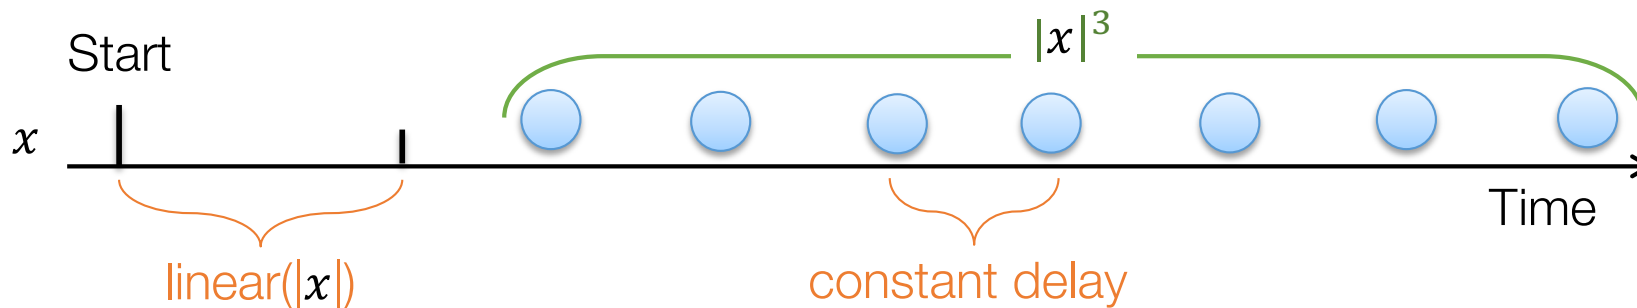 |x|³
Start
x
Time
linear(|x|)
constant delay